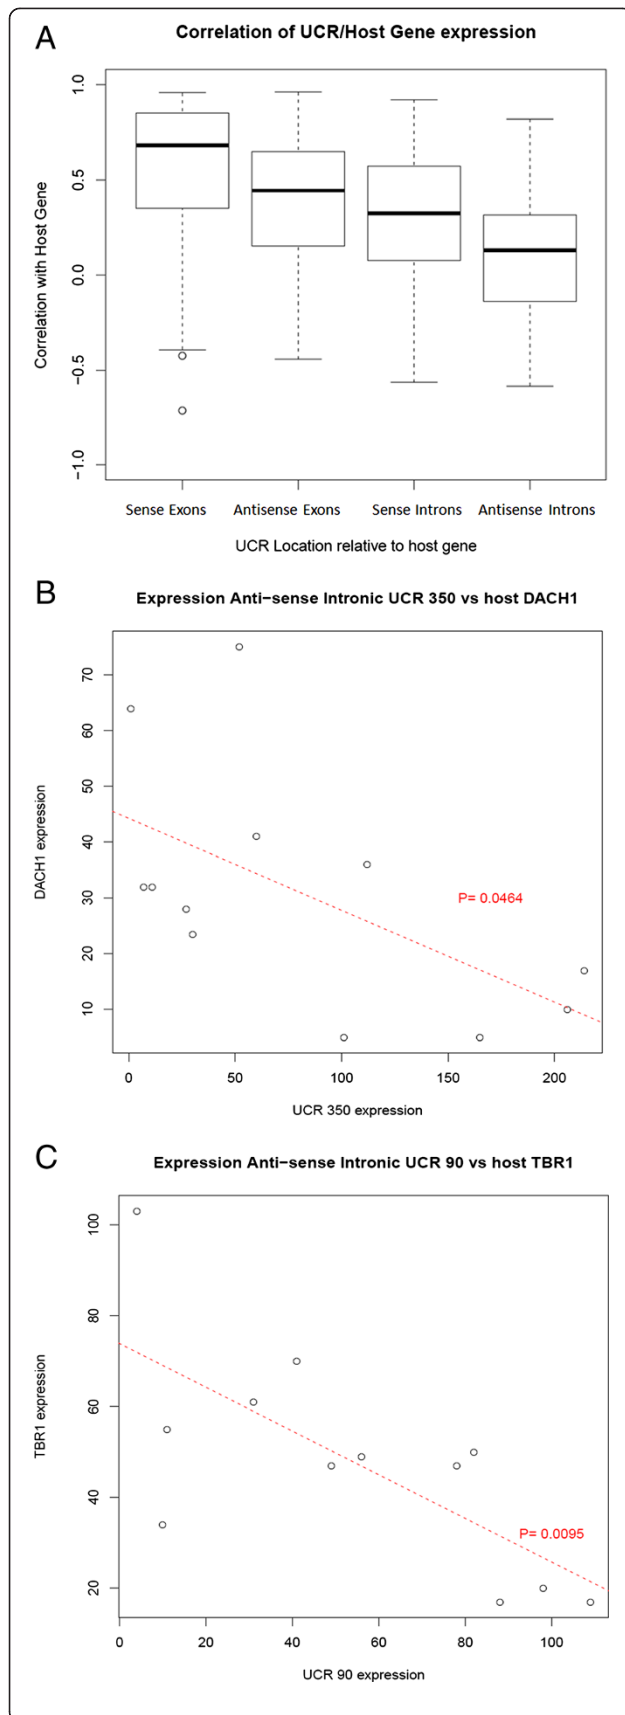 A
Correlation of UCR/Host Gene expression
Correlation with Host Gene
1.0
0.5
0.0
−0.5
−1.0
Sense Exons Antisense Exons Sense Introns Antisense Introns
UCR Location relative to host gene
B
Expression Anti−sense Intronic UCR 350 vs host DACH1
DACH1 expression
70
60
50
40
30
20
10
P= 0.0464
0 50 100 150 200
UCR 350 expression
C
Expression Anti−sense Intronic UCR 90 vs host TBR1
TBR1 expression
100
80
60
40
20
P= 0.0095
0 20 40 60 80 100
UCR 90 expression